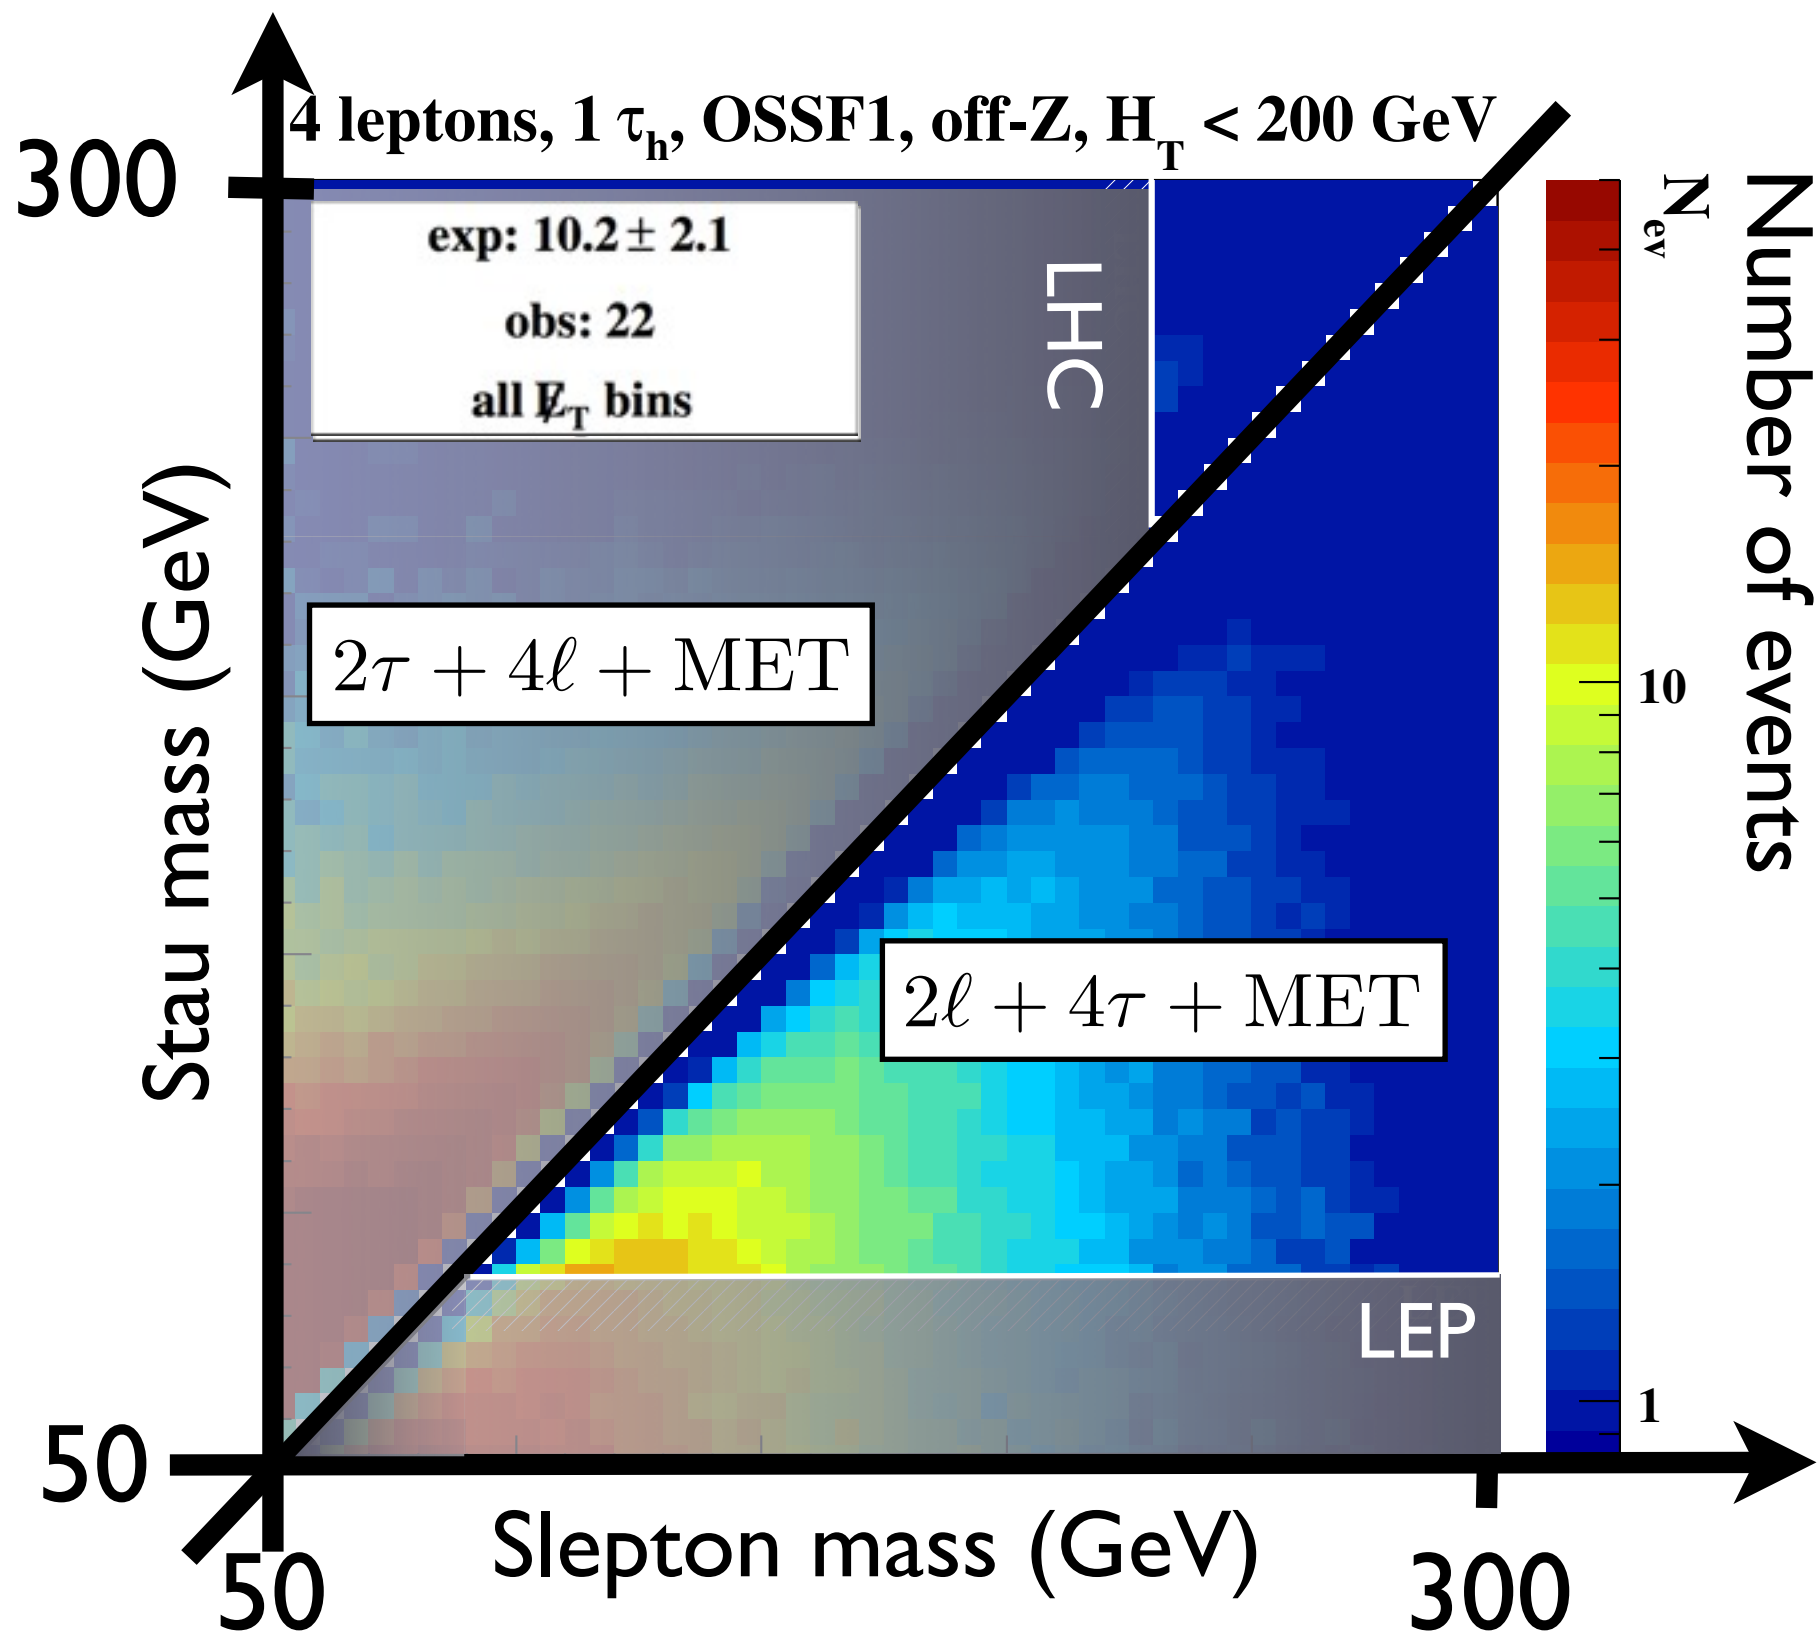 4 leptons, 1 τh, OSSF1, off-Z, HT < 200 GeV
300
exp: 10.2 ± 2.1
obs: 22
all E̸T bins
LHC
Nev
Number of events
2τ + 4ℓ + MET
10
Stau mass (GeV)
2ℓ + 4τ + MET
LEP
1
50
Slepton mass (GeV)
50
300